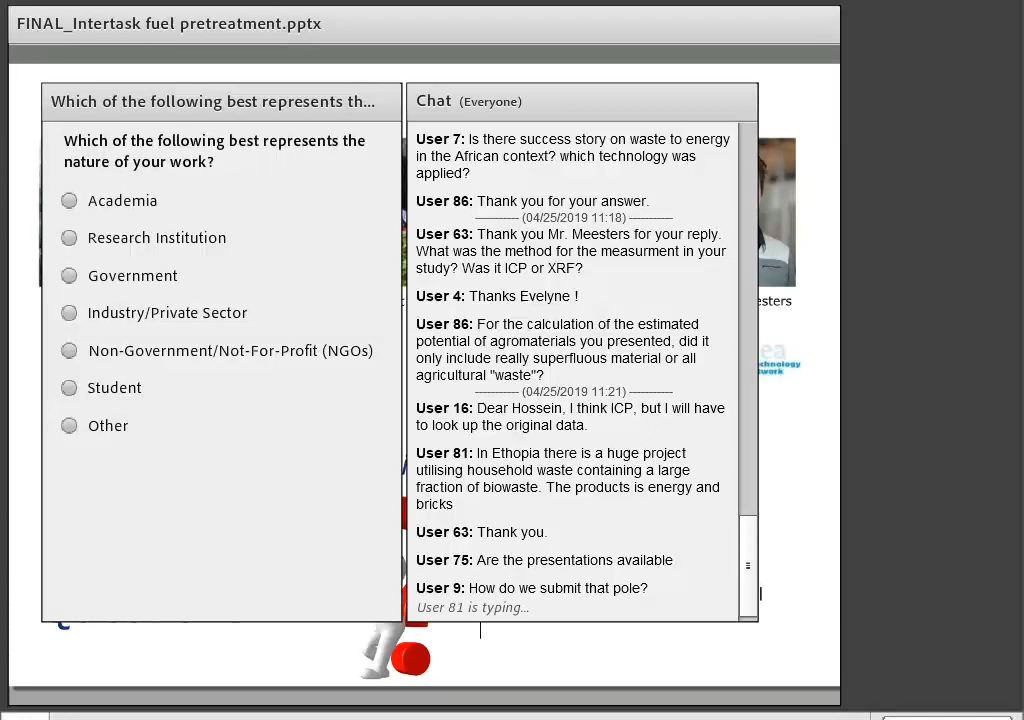 FINAL_Intertask fuel pretreatment.pptx
Which of the following best represents th...
Which of the following best represents the
nature of your work?
Academia
Research Institution
Government
Industry/Private Sector
Non-Government/Not-For-Profit (NGOs)
Student
Other
Chat (Everyone)
User 7: Is there success story on waste to energy
in the African context? which technology was
applied?
User 86: Thank you for your answer.
----------- (04/25/2019 11:18) -----------
User 63: Thank you Mr. Meesters for your reply.
What was the method for the measurment in your
study? Was it ICP or XRF?
User 4: Thanks Evelyne !
User 86: For the calculation of the estimated
potential of agromaterials you presented, did it
only include really superfluous material or all
agricultural "waste"?
----------- (04/25/2019 11:21) -----------
User 16: Dear Hossein, I think ICP, but I will have
to look up the original data.
User 81: In Ethopia there is a huge project
utilising household waste containing a large
fraction of biowaste. The products is energy and
bricks
User 63: Thank you.
User 75: Are the presentations available
User 9: How do we submit that pole?
User 81 is typing...
esters
ea
chnology
twork